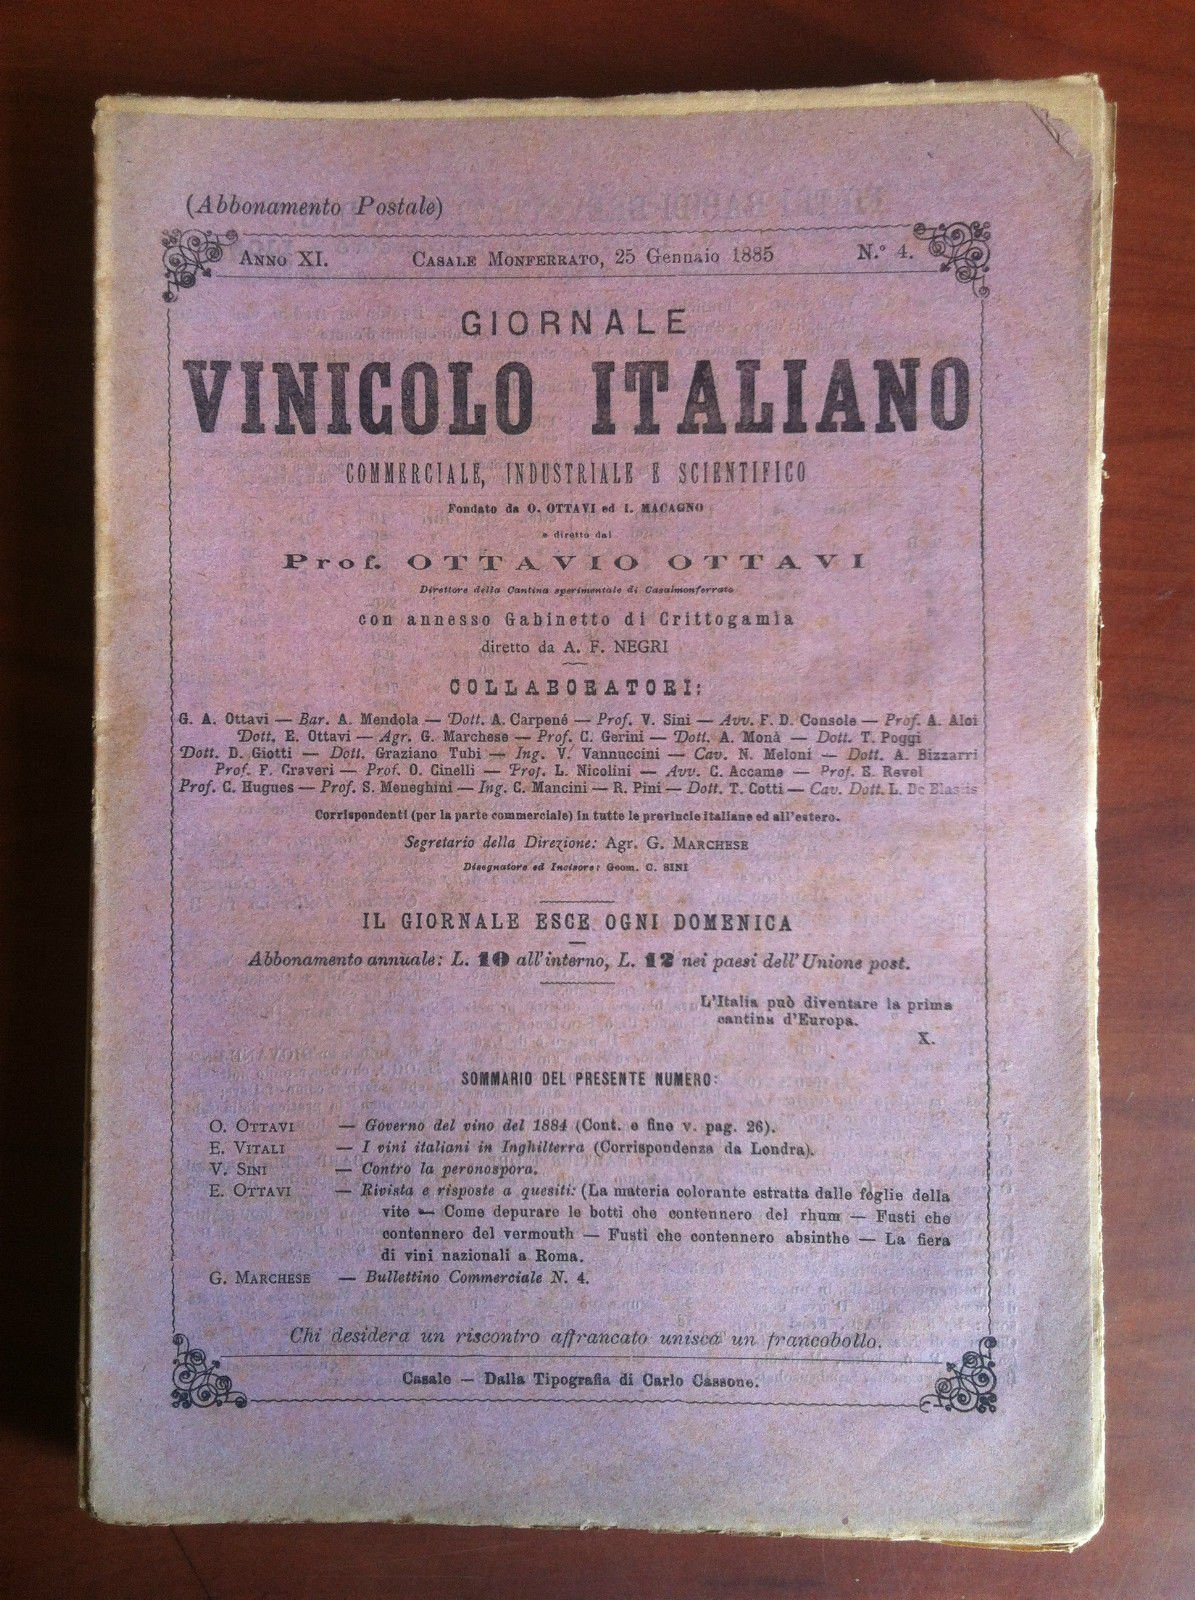 (Abbonamento Postale)
Anno XI. Casale Monferrato, 25 Gennaio 1885 N.º 4.
GIORNALE
VINICOLO ITALIANO
COMMERCIALE, INDUSTRIALE E SCIENTIFICO
Fondato da O. OTTAVI ed I. MACAGNO
e diretto dal
Prof. OTTAVIO OTTAVI
Direttore della Cantina sperimentale di Casalmonferrato
con annesso Gabinetto di Crittogamìa
diretto da A. F. NEGRI
COLLABORATORI:
G. A. Ottavi — Bar. A. Mendola — Dott. A. Carpené — Prof. V. Sini — Avv. F. D. Console — Prof. A. Aloi
Dott. E. Ottavi — Agr. G. Marchese — Prof. C. Gerini — Dott. A. Monà — Dott. T. Poggi
Dott. D. Giotti — Dott. Graziano Tubi — Ing. V. Vannuccini — Cav. N. Meloni — Dott. A. Bizzarri
Prof. F. Craveri — Prof. O. Cinelli — Prof. L. Nicolini — Avv. C. Accame — Prof. E. Revel
Prof. C. Hugues — Prof. S. Meneghini — Ing. C. Mancini — R. Pini — Dott. T. Cotti — Cav. Dott. L. De Blasiis
Corrispondenti (per la parte commerciale) in tutte le provincie italiane ed all'estero.
Segretario della Direzione: Agr. G. Marchese
Disegnatore ed Incisore: Geom. C. SINI
IL GIORNALE ESCE OGNI DOMENICA
Abbonamento annuale: L. 10 all'interno, L. 12 nei paesi dell'Unione post.
L'Italia può diventare la prima
cantina d'Europa.
X.
SOMMARIO DEL PRESENTE NUMERO:
O. Ottavi — Governo del vino del 1884 (Cont. e fine v. pag. 26).
E. Vitali — I vini italiani in Inghilterra (Corrispondenza da Londra).
V. Sini — Contro la peronospora.
E. Ottavi — Rivista e risposte a quesiti: (La materia colorante estratta dalle foglie della
vite — Come depurare le botti che contennero del rhum — Fusti che
contennero del vermouth — Fusti che contennero absinthe — La fiera
di vini nazionali a Roma.
G. Marchese — Bullettino Commerciale N. 4.
Chi desidera un riscontro affrancato unisca un francobollo.
Casale — Dalla Tipografia di Carlo Cassone.